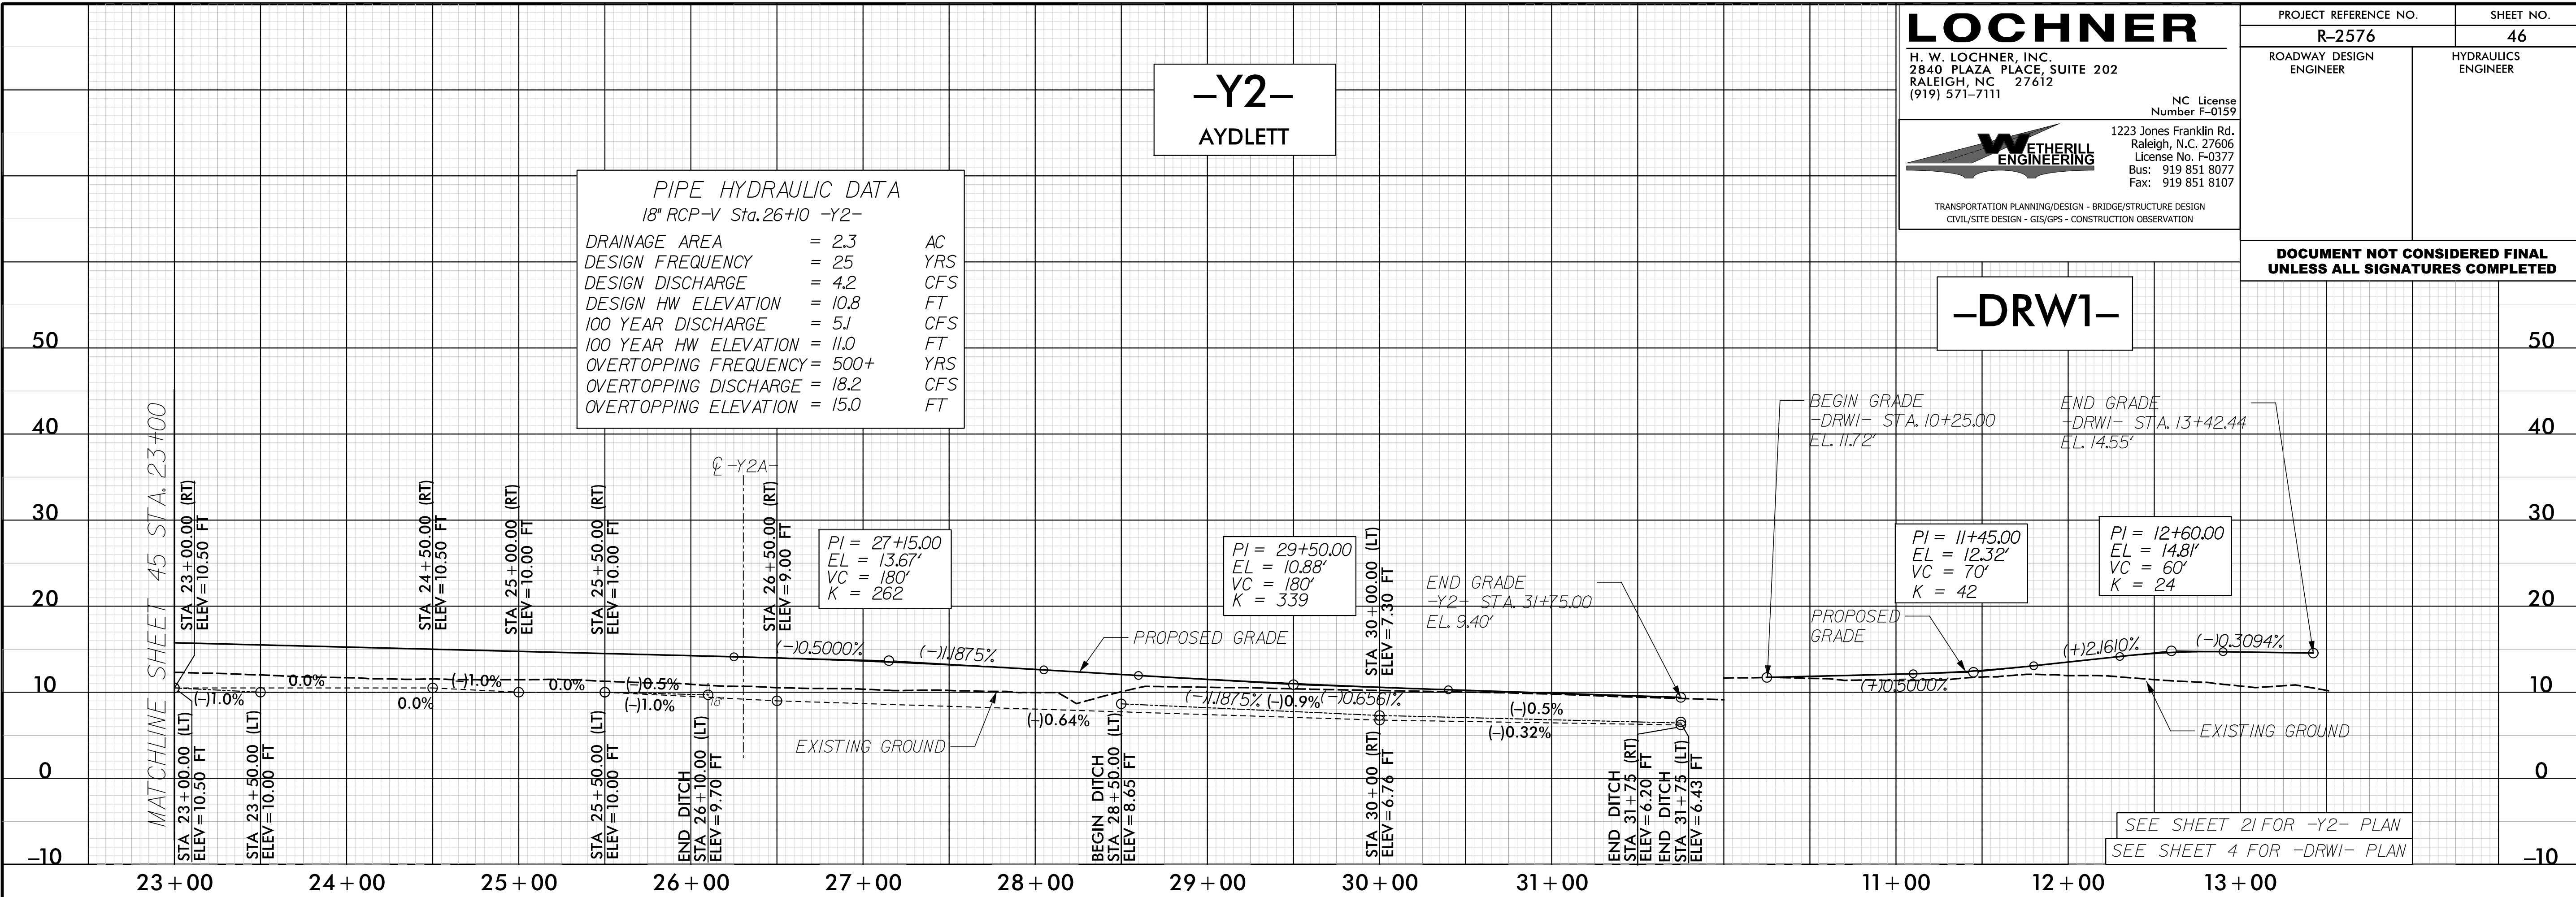 LOCHNER
H. W. LOCHNER, INC.
2840 PLAZA PLACE, SUITE 202
RALEIGH, NC 27612
(919) 571–7111
NC License
Number F–0159
WETHERILL
ENGINEERING
1223 Jones Franklin Rd.
Raleigh, N.C. 27606
License No. F-0377
Bus: 919 851 8077
Fax: 919 851 8107
TRANSPORTATION PLANNING/DESIGN - BRIDGE/STRUCTURE DESIGN
CIVIL/SITE DESIGN - GIS/GPS - CONSTRUCTION OBSERVATION
PROJECT REFERENCE NO.
SHEET NO.
R–2576
46
ROADWAY DESIGN
ENGINEER
HYDRAULICS
ENGINEER
DOCUMENT NOT CONSIDERED FINAL
UNLESS ALL SIGNATURES COMPLETED
–Y2–
AYDLETT
PIPE HYDRAULIC DATA
18" RCP-V Sta. 26+10 -Y2-
DRAINAGE AREA = 2.3 AC
DESIGN FREQUENCY = 25 YRS
DESIGN DISCHARGE = 4.2 CFS
DESIGN HW ELEVATION = 10.8 FT
100 YEAR DISCHARGE = 5.1 CFS
100 YEAR HW ELEVATION = 11.0 FT
OVERTOPPING FREQUENCY = 500+ YRS
OVERTOPPING DISCHARGE = 18.2 CFS
OVERTOPPING ELEVATION = 15.0 FT
–DRW1–
50
40
30
20
10
0
–10
50
40
30
20
10
0
–10
MATCHLINE SHEET 45 STA. 23+00
STA 23+00.00 (RT)
ELEV=10.50 FT
STA 24+50.00 (RT)
ELEV=10.50 FT
STA 25+00.00 (RT)
ELEV=10.00 FT
STA 25+50.00 (RT)
ELEV=10.00 FT
℄ -Y2A-
STA 26+50.00 (RT)
ELEV=9.00 FT
PI = 27+15.00
EL = 13.67'
VC = 180'
K = 262
PI = 29+50.00
EL = 10.88'
VC = 180'
K = 339
STA 30+00.00 (LT)
ELEV=7.30 FT
END GRADE
-Y2- STA. 31+75.00
EL. 9.40'
BEGIN GRADE
-DRW1- STA. 10+25.00
EL. 11.72'
END GRADE
-DRW1- STA. 13+42.44
EL. 14.55'
PI = 11+45.00
EL = 12.32'
VC = 70'
K = 42
PI = 12+60.00
EL = 14.81'
VC = 60'
K = 24
PROPOSED GRADE
PROPOSED
GRADE
(-)0.5000%
(-)1.1875%
(-)1.1875%
(-)0.6561%
(+)0.5000%
(+)2.1610%
(-)0.3094%
(–)1.0%
0.0%
0.0%
(–)1.0%
0.0%
(–)0.5%
(–)1.0%
18
(–)0.64%
(–)0.9%
(–)0.5%
(–)0.32%
EXISTING GROUND
EXISTING GROUND
STA 23+00.00 (LT)
ELEV=10.50 FT
STA 23+50.00 (LT)
ELEV=10.00 FT
STA 25+50.00 (LT)
ELEV=10.00 FT
END DITCH
STA 26+10.00 (LT)
ELEV=9.70 FT
BEGIN DITCH
STA 28+50.00 (LT)
ELEV=8.65 FT
STA 30+00 (RT)
ELEV=6.76 FT
END DITCH
STA 31+75 (RT)
ELEV=6.20 FT
END DITCH
STA 31+75 (LT)
ELEV=6.43 FT
SEE SHEET 21 FOR -Y2- PLAN
SEE SHEET 4 FOR -DRW1- PLAN
23+00
24+00
25+00
26+00
27+00
28+00
29+00
30+00
31+00
11+00
12+00
13+00